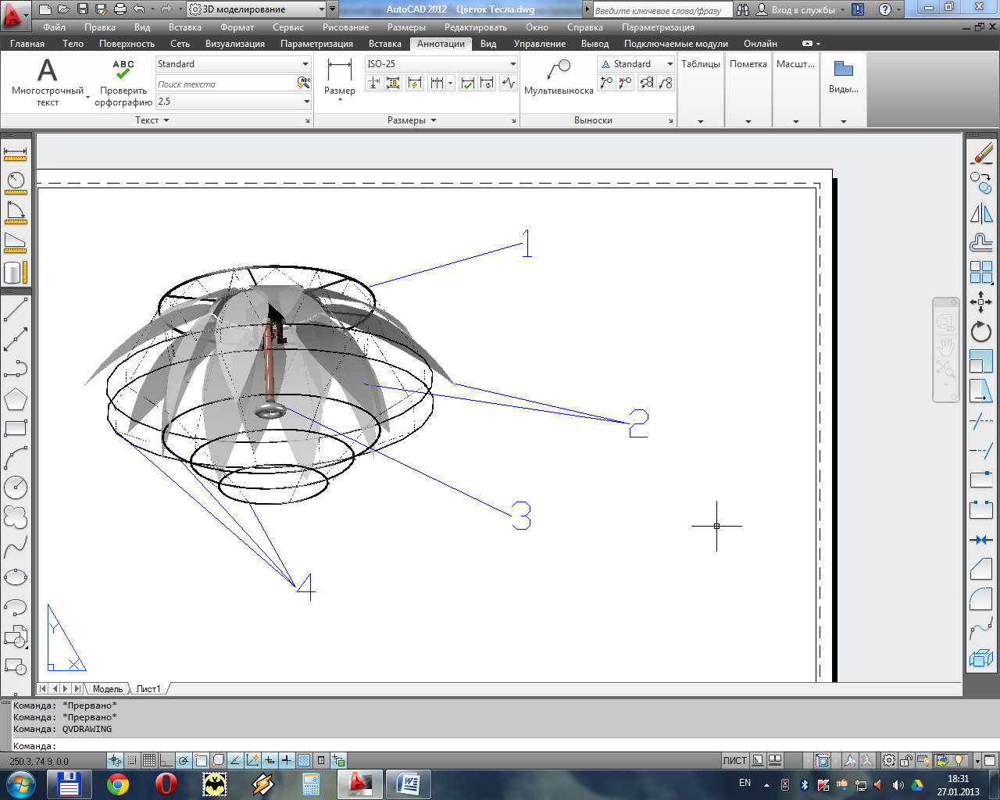 3D моделирование
AutoCAD 2012 Цветок Тесла.dwg
Введите ключевое слово/фразу
Вход в службы
Файл Правка Вид Вставка Формат Сервис Рисование Размеры Редактировать Окно Справка Параметризация
Главная Тело Поверхность Сеть Визуализация Параметризация Вставка Аннотации Вид Управление Вывод Подключаемые модули Онлайн
A
Многострочный текст
ABC
Проверить орфографию
Standard
Поиск текста
2.5
Текст
Размер
ISO-25
Размеры
Мультивыноска
Standard
Выноски
Таблицы
Пометка
Масшт...
Виды...
1
2
3
4
Y
X
2D
Модель Лист1
Команда: *Прервано*
Команда: *Прервано*
Команда: QVDRAWING
Команда:
250.3, 74.9, 0.0
ЛИСТ
EN
18:31
27.01.2013